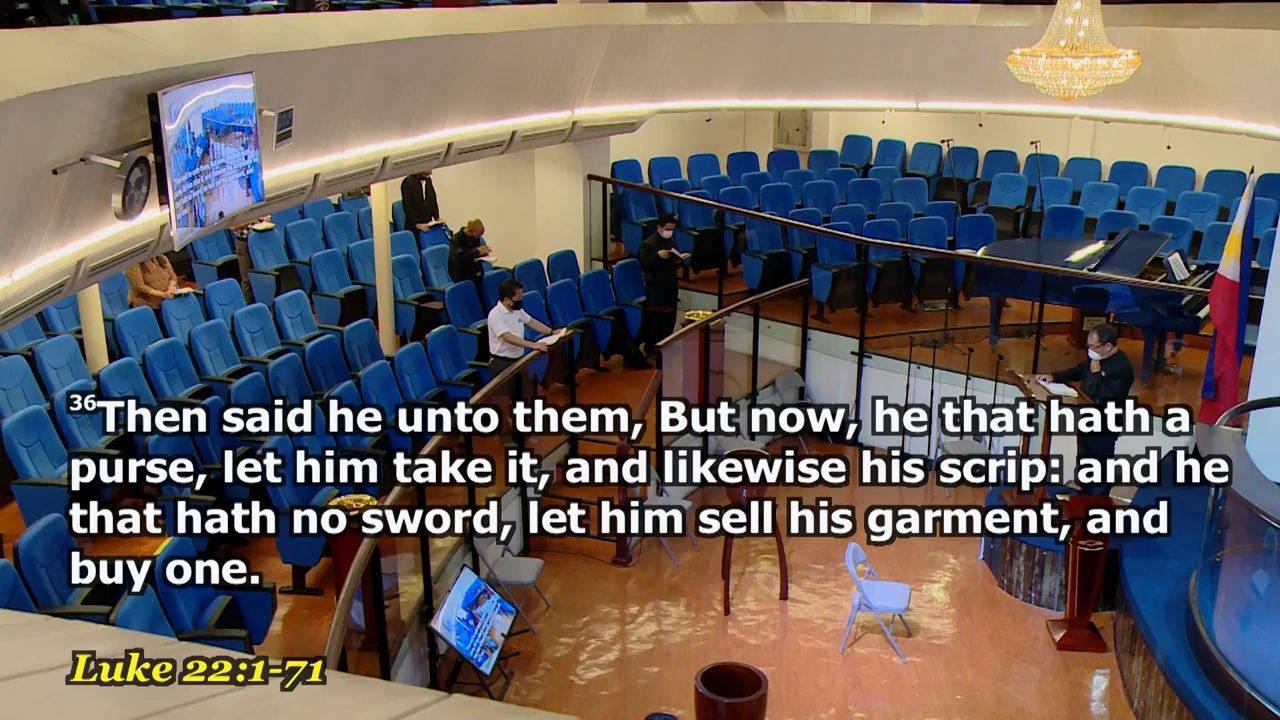 36Then said he unto them, But now, he that hath a
purse, let him take it, and likewise his scrip: and he
that hath no sword, let him sell his garment, and
buy one.
Luke 22:1-71